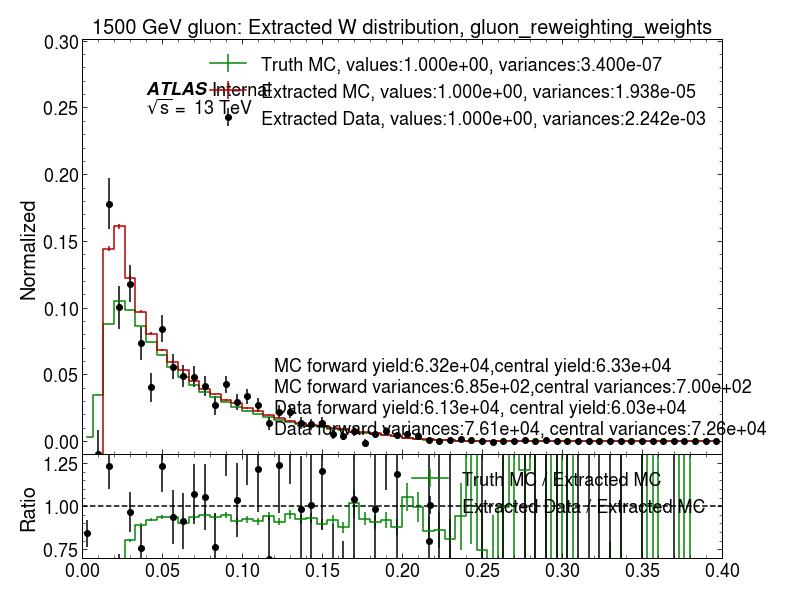 1500 GeV gluon: Extracted W distribution, gluon_reweighting_weights
0.30
0.25
0.20
0.15
0.10
0.05
0.00
Normalized
Truth MC, values:1.000e+00, variances:3.400e-07
ATLAS Internal
Extracted MC, values:1.000e+00, variances:1.938e-05
√s = 13 TeV
Extracted Data, values:1.000e+00, variances:2.242e-03
MC forward yield:6.32e+04,central yield:6.33e+04
MC forward variances:6.85e+02,central variances:7.00e+02
Data forward yield:6.13e+04, central yield:6.03e+04
Data forward variances:7.61e+04, central variances:7.26e+04
1.25
1.00
0.75
Ratio
Truth MC / Extracted MC
Extracted Data / Extracted MC
0.00 0.05 0.10 0.15 0.20 0.25 0.30 0.35 0.40